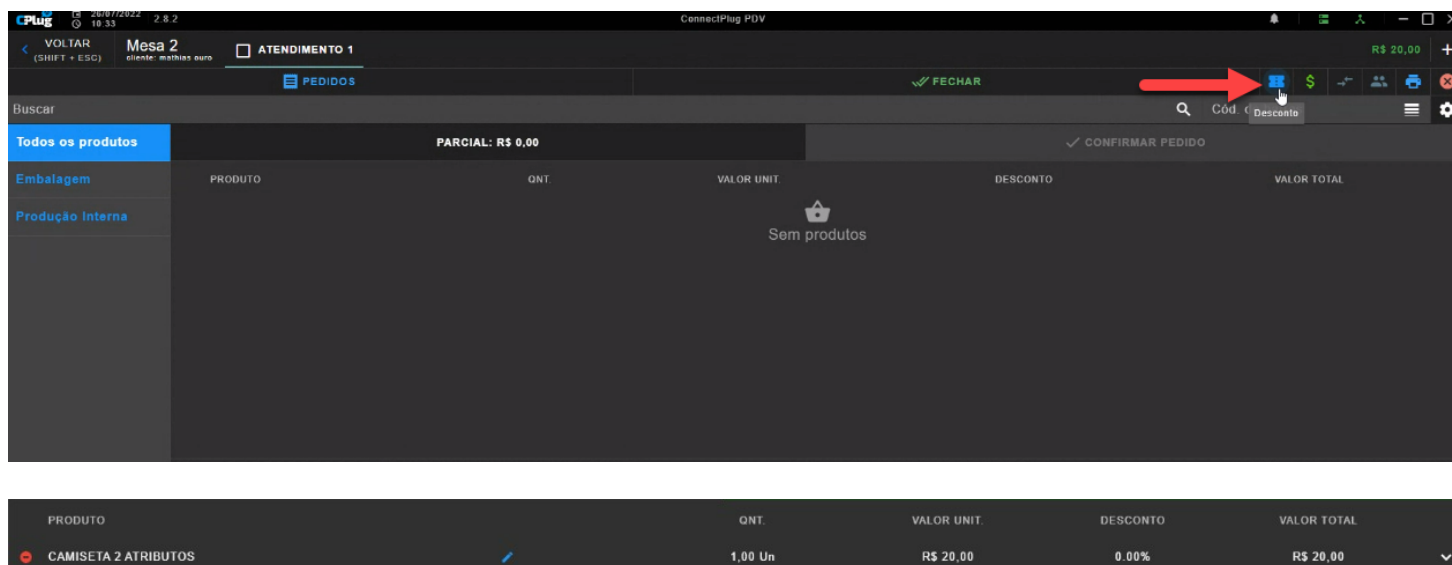 CPlug 26/07/2022 10:33 2.8.2 ConnectPlug PDV
VOLTAR (SHIFT + ESC) Mesa 2 cliente: mathias ouro ATENDIMENTO 1 R$ 20,00
PEDIDOS FECHAR
Buscar Cód. Desconto
Todos os produtos PARCIAL: R$ 0,00 CONFIRMAR PEDIDO
Embalagem PRODUTO QNT. VALOR UNIT. DESCONTO VALOR TOTAL
Produção Interna
Sem produtos
PRODUTO QNT. VALOR UNIT. DESCONTO VALOR TOTAL
CAMISETA 2 ATRIBUTOS 1,00 Un R$ 20,00 0.00% R$ 20,00